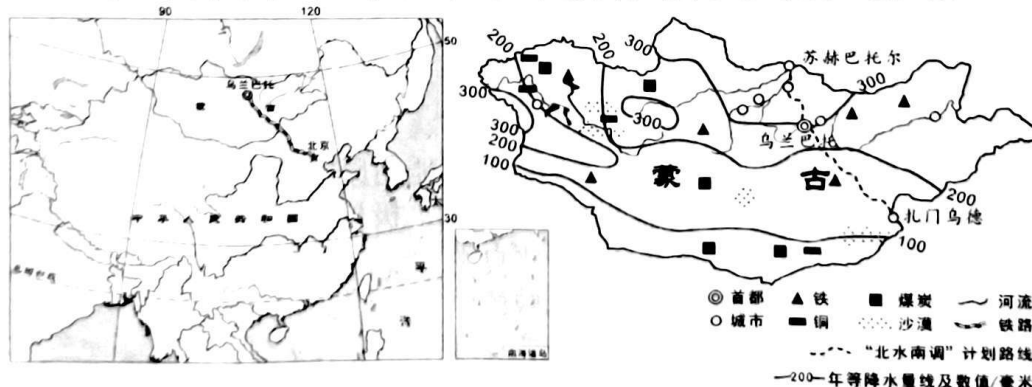 90
120
50
乌兰巴托
蒙
古
北京
中华人民共和国
30
南海诸岛
200
200
300
苏赫巴托尔
300
300
300
乌兰巴托
300
200
100
蒙 古
200
扎门乌德
100
首都 铁 煤炭 河流
城市 铜 沙漠 铁路
“北水南调”计划路线
200 年等降水量线及数值/毫米